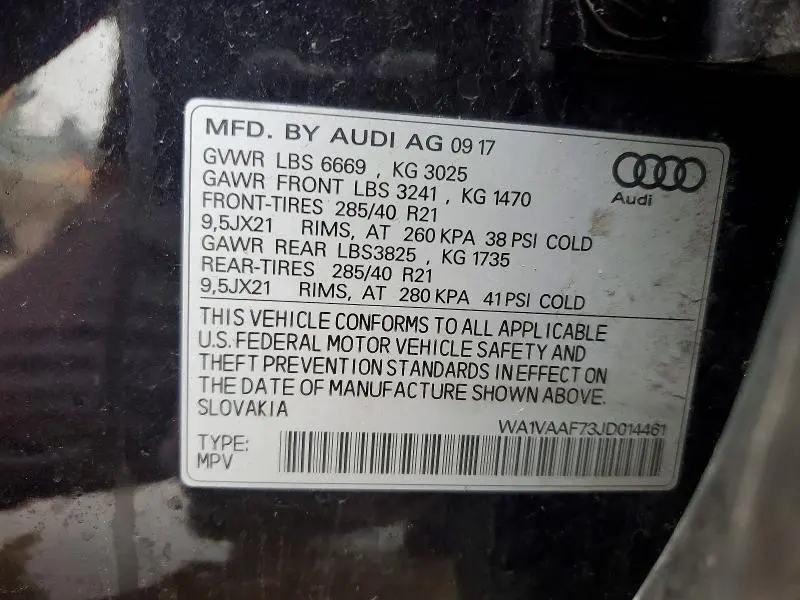 MFD. BY AUDI AG 09 17
GVWR LBS 6669 , KG 3025
GAWR FRONT LBS 3241 , KG 1470
FRONT-TIRES 285/40 R21
9,5JX21 RIMS, AT 260 KPA 38 PSI COLD
GAWR REAR LBS3825 , KG 1735
REAR-TIRES 285/40 R21
9,5JX21 RIMS, AT 280 KPA 41 PSI COLD
Audi
THIS VEHICLE CONFORMS TO ALL APPLICABLE
U.S. FEDERAL MOTOR VEHICLE SAFETY AND
THEFT PREVENTION STANDARDS IN EFFECT ON
THE DATE OF MANUFACTURE SHOWN ABOVE.
SLOVAKIA
WA1VAAF73JD014461
TYPE:
MPV